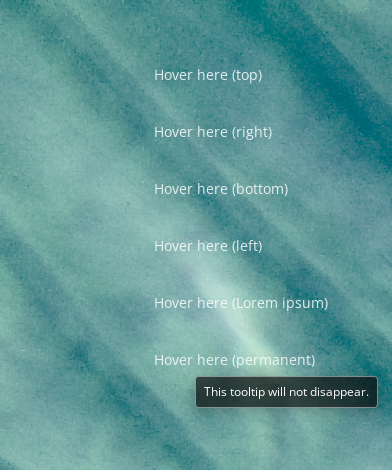 Hover here (top)
Hover here (right)
Hover here (bottom)
Hover here (left)
Hover here (Lorem ipsum)
Hover here (permanent)
This tooltip will not disappear.